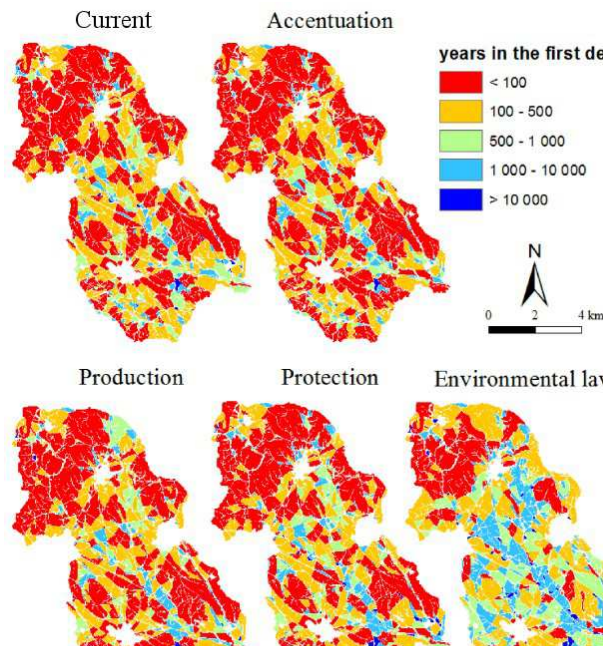 Current
Accentuation
years in the first de
< 100
100 - 500
500 - 1 000
1 000 - 10 000
> 10 000
N
0 2 4 km
Production
Protection
Environmental law